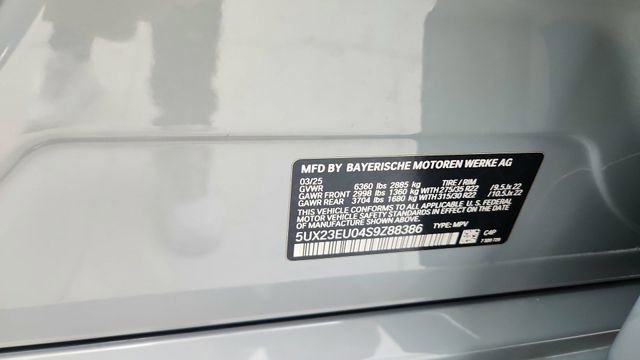 MFD BY BAYERISCHE MOTOREN WERKE AG
03/25
GVWR 6360 lbs 2885 kg TIRE / RIM
GAWR FRONT 2998 lbs 1360 kg WITH 275/35 R22 / 9.5Jx22
GAWR REAR 3704 lbs 1680 kg WITH 315/30 R22 / 10.5Jx22
THIS VEHICLE CONFORMS TO ALL APPLICABLE U.S. FEDERAL
MOTOR VEHICLE SAFETY STANDARDS IN EFFECT ON THE DATE
OF MANUFACTURE SHOWN ABOVE.
5UX23EU04S9Z88386 TYPE: MPV
C4P